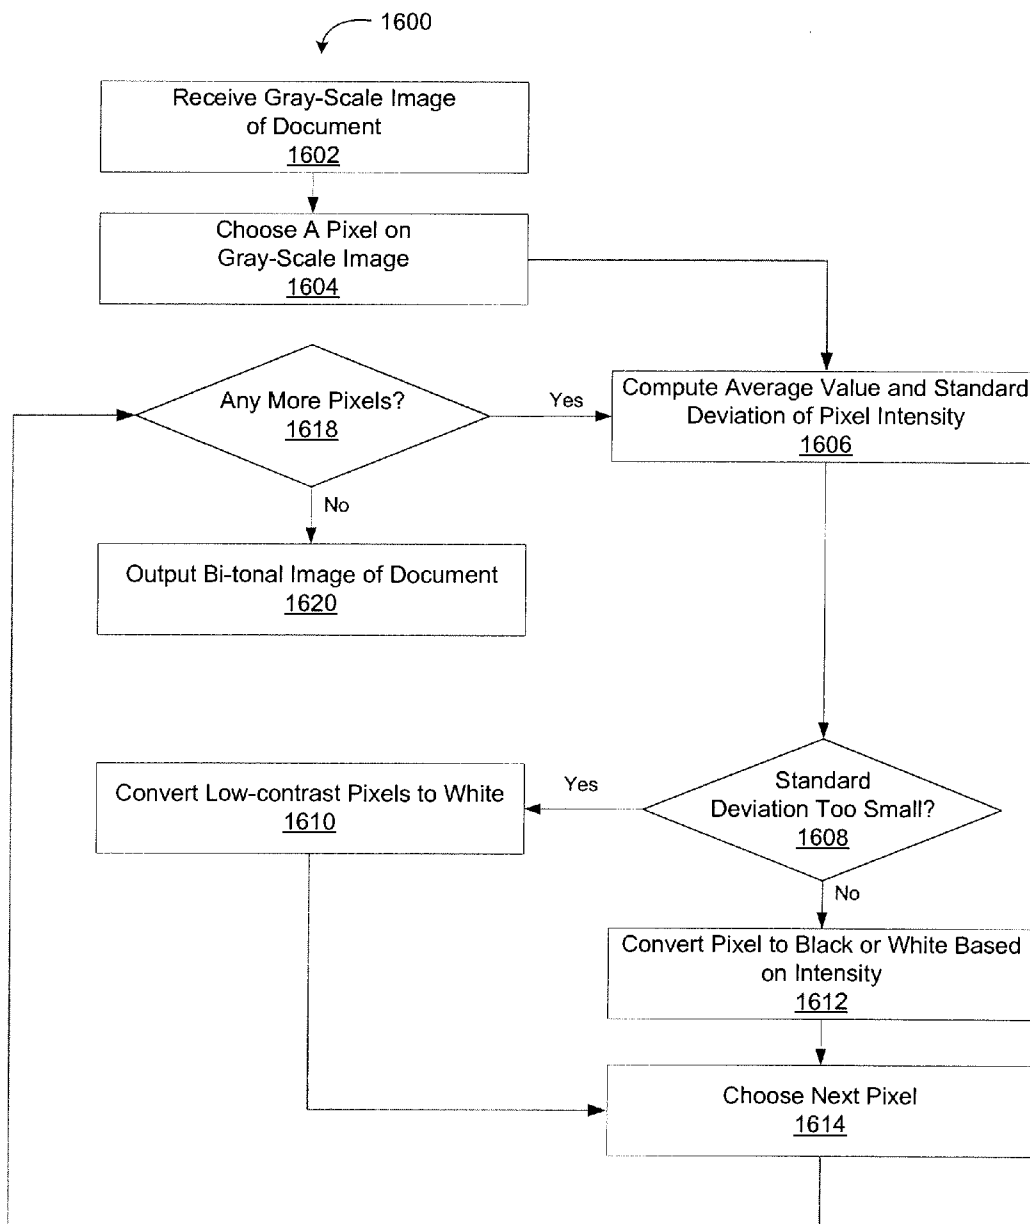 1600
Receive Gray-Scale Image
of Document
1602
Choose A Pixel on
Gray-Scale Image
1604
Any More Pixels?
1618
Yes
Compute Average Value and Standard
Deviation of Pixel Intensity
1606
No
Output Bi-tonal Image of Document
1620
Convert Low-contrast Pixels to White
1610
Yes
Standard
Deviation Too Small?
1608
No
Convert Pixel to Black or White Based
on Intensity
1612
Choose Next Pixel
1614